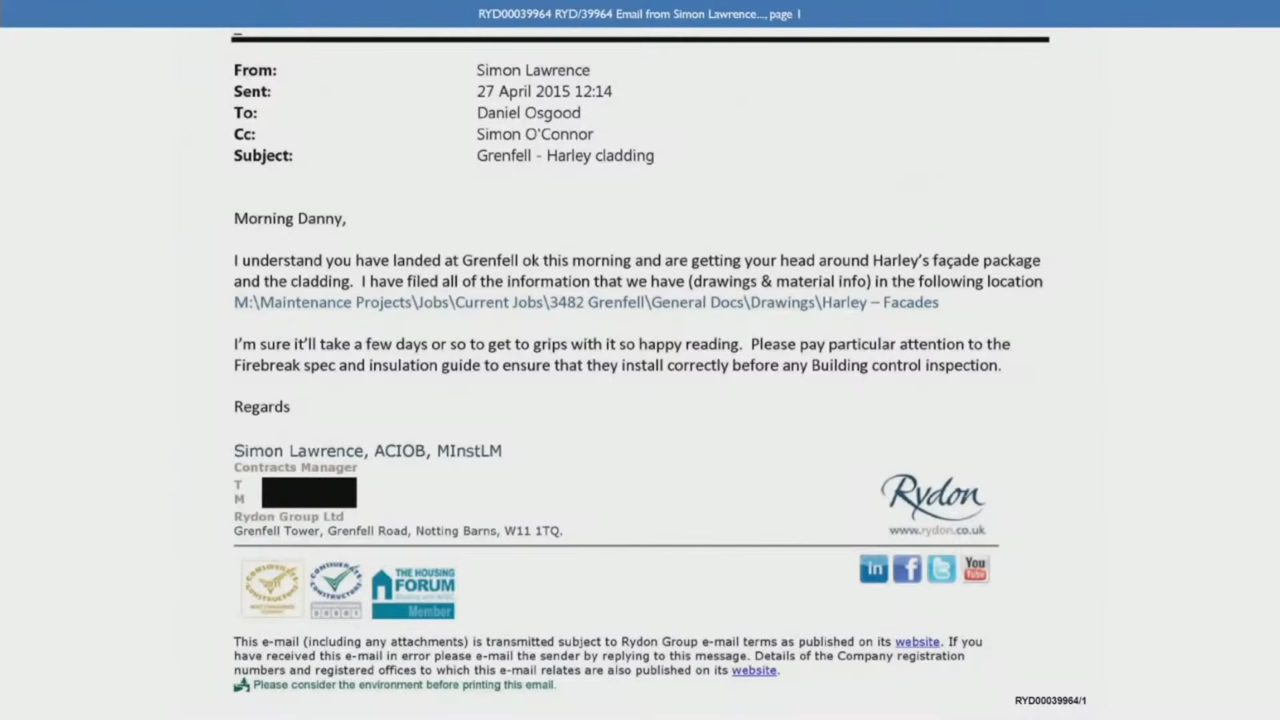 RYD00039964 RYD/39964 Email from Simon Lawrence..., page 1
From: Simon Lawrence
Sent: 27 April 2015 12:14
To: Daniel Osgood
Cc: Simon O'Connor
Subject: Grenfell - Harley cladding
Morning Danny,
I understand you have landed at Grenfell ok this morning and are getting your head around Harley's façade package
and the cladding. I have filed all of the information that we have (drawings & material info) in the following location
M:\Maintenance Projects\Jobs\Current Jobs\3482 Grenfell\General Docs\Drawings\Harley – Facades
I'm sure it'll take a few days or so to get to grips with it so happy reading. Please pay particular attention to the
Firebreak spec and insulation guide to ensure that they install correctly before any Building control inspection.
Regards
Simon Lawrence, ACIOB, MInstLM
Contracts Manager
T
M
Rydon Group Ltd
Grenfell Tower, Grenfell Road, Notting Barns, W11 1TQ.
Rydon
www.rydon.co.uk
THE HOUSING
FORUM
Member
in f t You
Tube
This e-mail (including any attachments) is transmitted subject to Rydon Group e-mail terms as published on its website. If you
have received this e-mail in error please e-mail the sender by replying to this message. Details of the Company registration
numbers and registered offices to which this e-mail relates are also published on its website.
Please consider the environment before printing this email.
RYD00039964/1